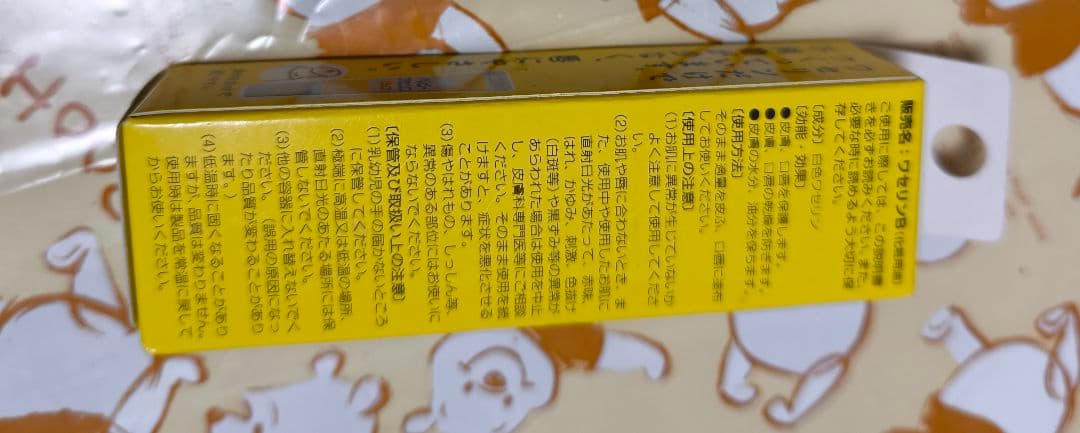 販売名：ワセリンB（化粧用油）
ご使用に際しては、この説明書
きを必ずお読みください。また、
必要な時に読めるよう大切に保
存してください。
〔成分〕白色ワセリン
〔効能・効果〕
●皮膚、口唇を保護します。
●皮膚、口唇の乾燥を防ぎます。
●皮膚の水分、油分を保ちます。
〔使用方法〕
そのまま適量を皮ふ、口唇に塗布
してお使いください。
〔使用上の注意〕
(1)お肌に異常が生じていないか
よく注意して使用してくださ
い。
(2)お肌や唇に合わないとき、ま
た、使用中や使用したお肌に
直射日光があたって、赤味、
はれ、かゆみ、刺激、色抜け
（白斑等）や黒ずみ等の異常が
あらわれた場合は使用を中止
し、皮膚科専門医等にご相談
ください。そのまま使用を続
けますと、症状を悪化させる
ことがあります。
(3)傷やはれもの、しっしん等、
異常のある部位にはお使いに
ならないでください。
〔保管及び取扱い上の注意〕
(1)乳幼児の手の届かないところ
に保管してください。
(2)極端に高温又は低温の場所、
直射日光のあたる場所には保
管しないでください。
(3)他の容器に入れ替えないでく
ださい。（誤用の原因になっ
たり品質が変わることがあり
ます。）
(4)低温時に固くなることがあり
ますが、品質は変わりません。
使用時は製品を常温に戻して
からお使いください。